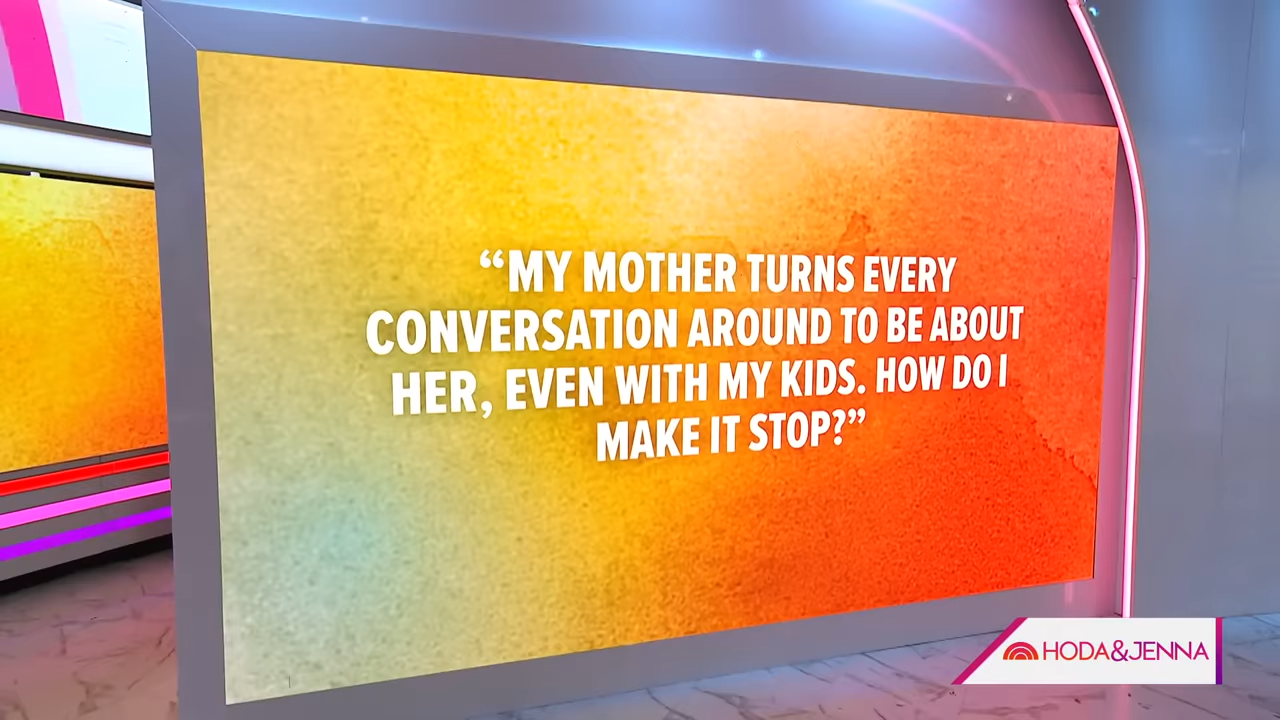 “MY MOTHER TURNS EVERY
CONVERSATION AROUND TO BE ABOUT
HER, EVEN WITH MY KIDS. HOW DO I
MAKE IT STOP?”
HODA&JENNA